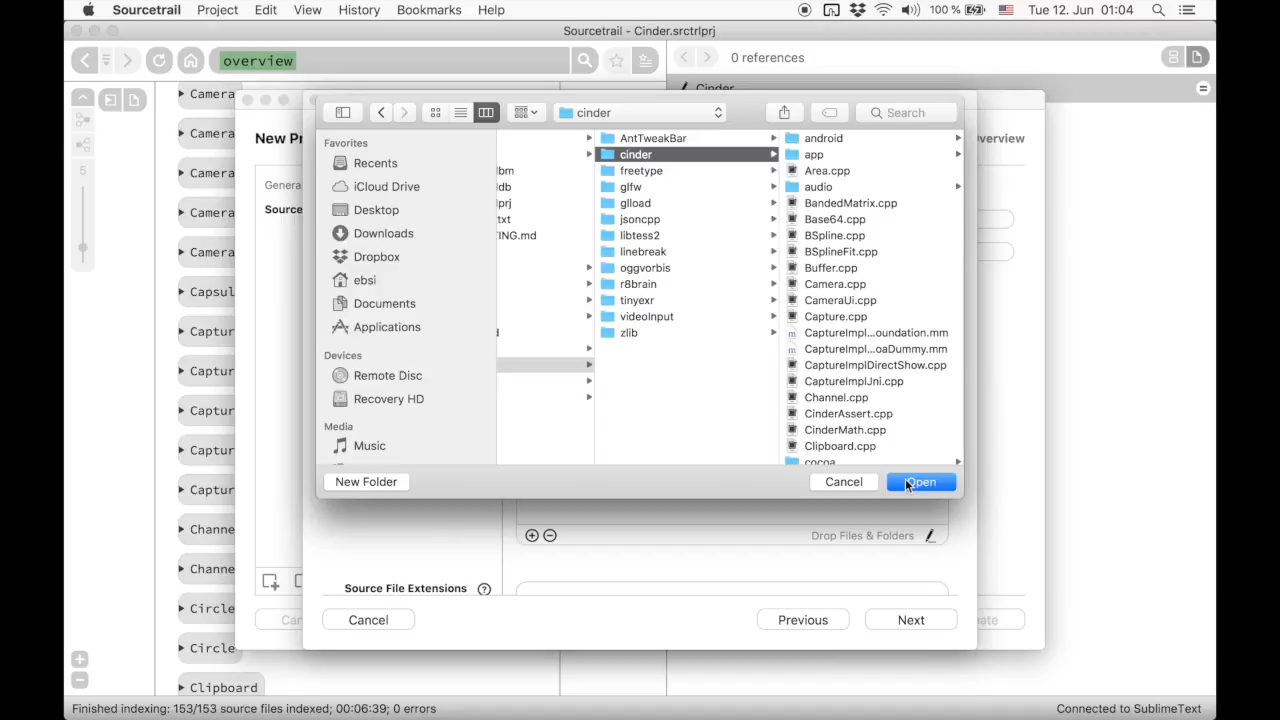 Sourcetrail Project Edit View History Bookmarks Help 100 % Tue 12. Jun 01:04
Sourcetrail - Cinder.srctrlprj
overview
0 references
Cinder
5
Camera
Camera
Camera
Camera
Camera
Capsul
Captur
Captur
Captur
Captur
Captur
Channe
Channe
Circle
Circle
Clipboard
New Pr
Genera
Source
verview
cinder
Search
Favorites
Recents
iCloud Drive
Desktop
Downloads
Dropbox
ebsi
Documents
Applications
Devices
Remote Disc
Recovery HD
Media
Music
bm
db
prj
txt
ING.md
AntTweakBar
cinder
freetype
glfw
glload
jsoncpp
libtess2
linebreak
oggvorbis
r8brain
tinyexr
videoInput
zlib
android
app
Area.cpp
audio
BandedMatrix.cpp
Base64.cpp
BSpline.cpp
BSplineFit.cpp
Buffer.cpp
Camera.cpp
CameraUi.cpp
Capture.cpp
CaptureImpl...oundation.mm
CaptureImpl...oaDummy.mm
CaptureImplDirectShow.cpp
CaptureImplJni.cpp
Channel.cpp
CinderAssert.cpp
CinderMath.cpp
Clipboard.cpp
cocoa
New Folder
Cancel
Open
Drop Files & Folders
Source File Extensions ?
Can
Cancel
Previous
Next
ate
Finished indexing: 153/153 source files indexed; 00:06:39; 0 errors
Connected to SublimeText